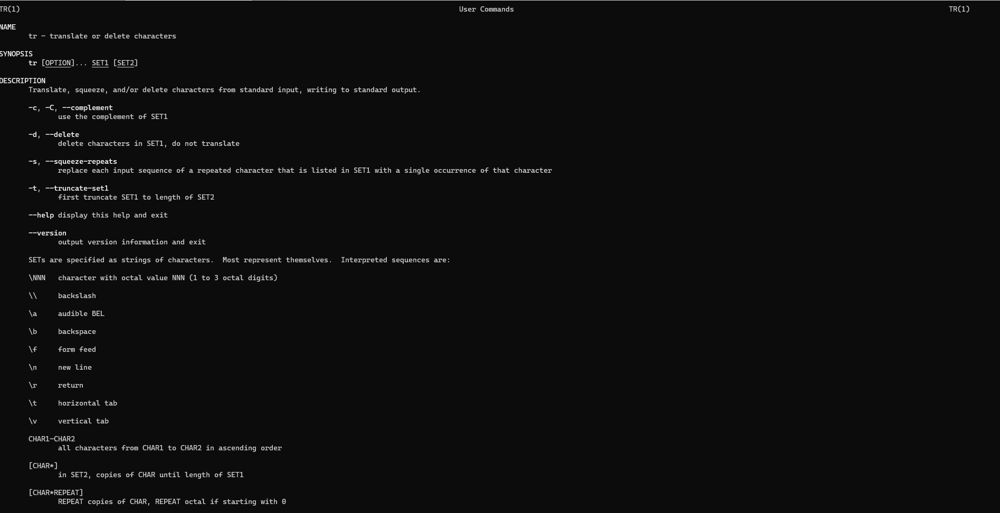 TR(1) User Commands TR(1)
NAME
tr - translate or delete characters
SYNOPSIS
tr [OPTION]... SET1 [SET2]
DESCRIPTION
Translate, squeeze, and/or delete characters from standard input, writing to standard output.
-c, -C, --complement
use the complement of SET1
-d, --delete
delete characters in SET1, do not translate
-s, --squeeze-repeats
replace each input sequence of a repeated character that is listed in SET1 with a single occurrence of that character
-t, --truncate-set1
first truncate SET1 to length of SET2
--help display this help and exit
--version
output version information and exit
SETs are specified as strings of characters.  Most represent themselves.  Interpreted sequences are:
\NNN   character with octal value NNN (1 to 3 octal digits)
\\     backslash
\a     audible BEL
\b     backspace
\f     form feed
\n     new line
\r     return
\t     horizontal tab
\v     vertical tab
CHAR1-CHAR2
all characters from CHAR1 to CHAR2 in ascending order
[CHAR*]
in SET2, copies of CHAR until length of SET1
[CHAR*REPEAT]
REPEAT copies of CHAR, REPEAT octal if starting with 0